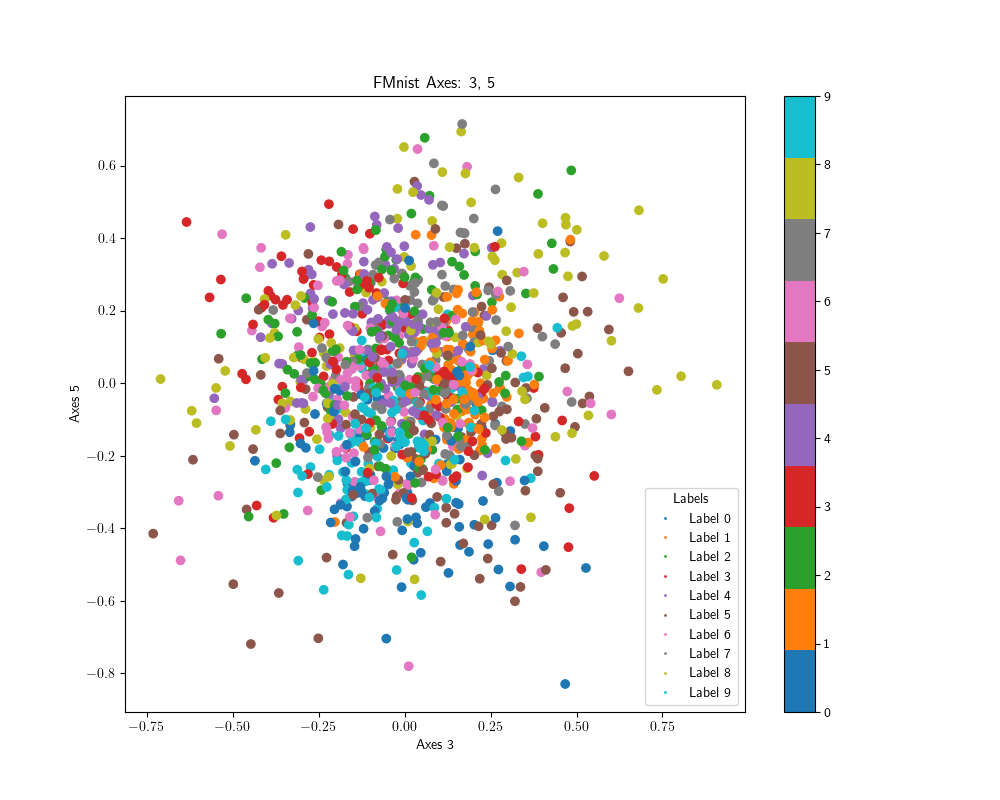 FMnist Axes: 3, 5
Axes 5
0.6
0.4
0.2
0.0
−0.2
−0.4
−0.6
−0.8
−0.75
−0.50
−0.25
0.00
0.25
0.50
0.75
Axes 3
Labels
Label 0
Label 1
Label 2
Label 3
Label 4
Label 5
Label 6
Label 7
Label 8
Label 9
9
8
7
6
5
4
3
2
1
0